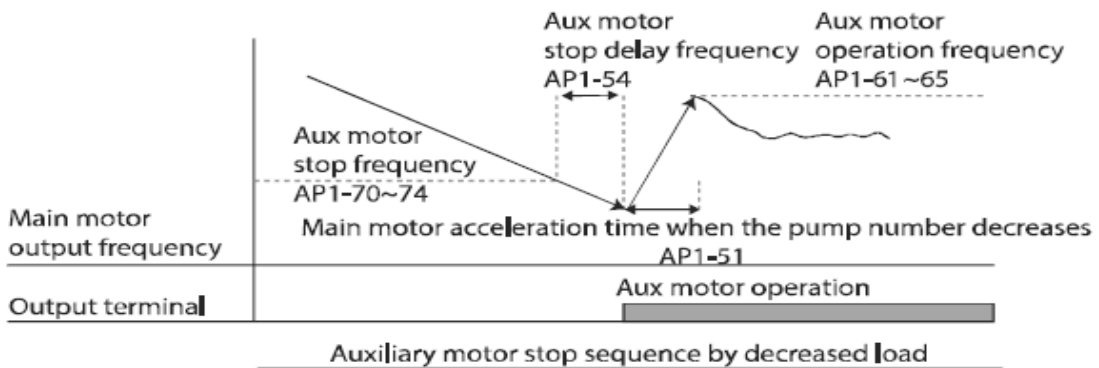 Aux motor
stop delay frequency
AP1-54
Aux motor
operation frequency
AP1-61~65
Aux motor
stop frequency
AP1-70~74
Main motor
output frequency
Main motor acceleration time when the pump number decreases
AP1-51
Output terminal
Aux motor operation
Auxiliary motor stop sequence by decreased load